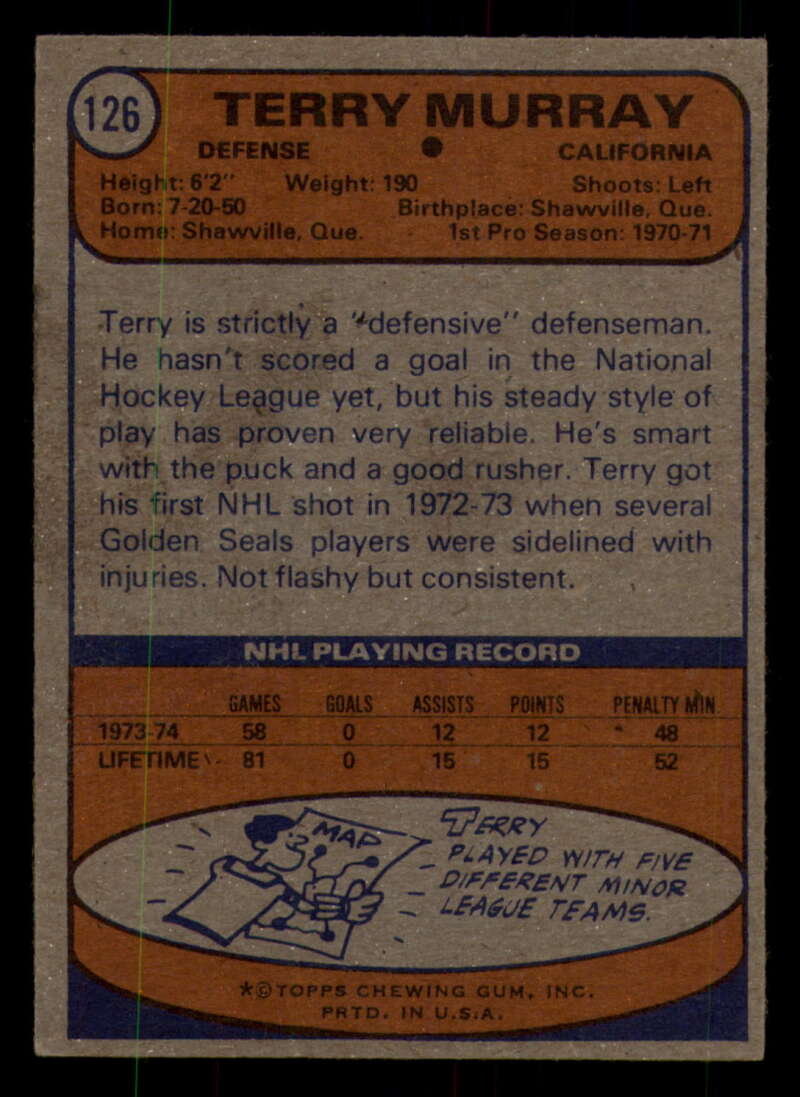 126
TERRY MURRAY
DEFENSE • CALIFORNIA
Height: 6'2" Weight: 190 Shoots: Left
Born: 7-20-50 Birthplace: Shawville, Que.
Home: Shawville, Que. 1st Pro Season: 1970-71
Terry is strictly a "defensive" defenseman.
He hasn't scored a goal in the National
Hockey League yet, but his steady style of
play has proven very reliable. He's smart
with the puck and a good rusher. Terry got
his first NHL shot in 1972-73 when several
Golden Seals players were sidelined with
injuries. Not flashy but consistent.
NHL PLAYING RECORD
GAMES GOALS ASSISTS POINTS PENALTY MIN.
1973-74 58 0 12 12 48
LIFETIME 81 0 15 15 52
MAP
TERRY
PLAYED WITH FIVE
DIFFERENT MINOR
LEAGUE TEAMS.
*©TOPPS CHEWING GUM, INC.
PRTD. IN U.S.A.